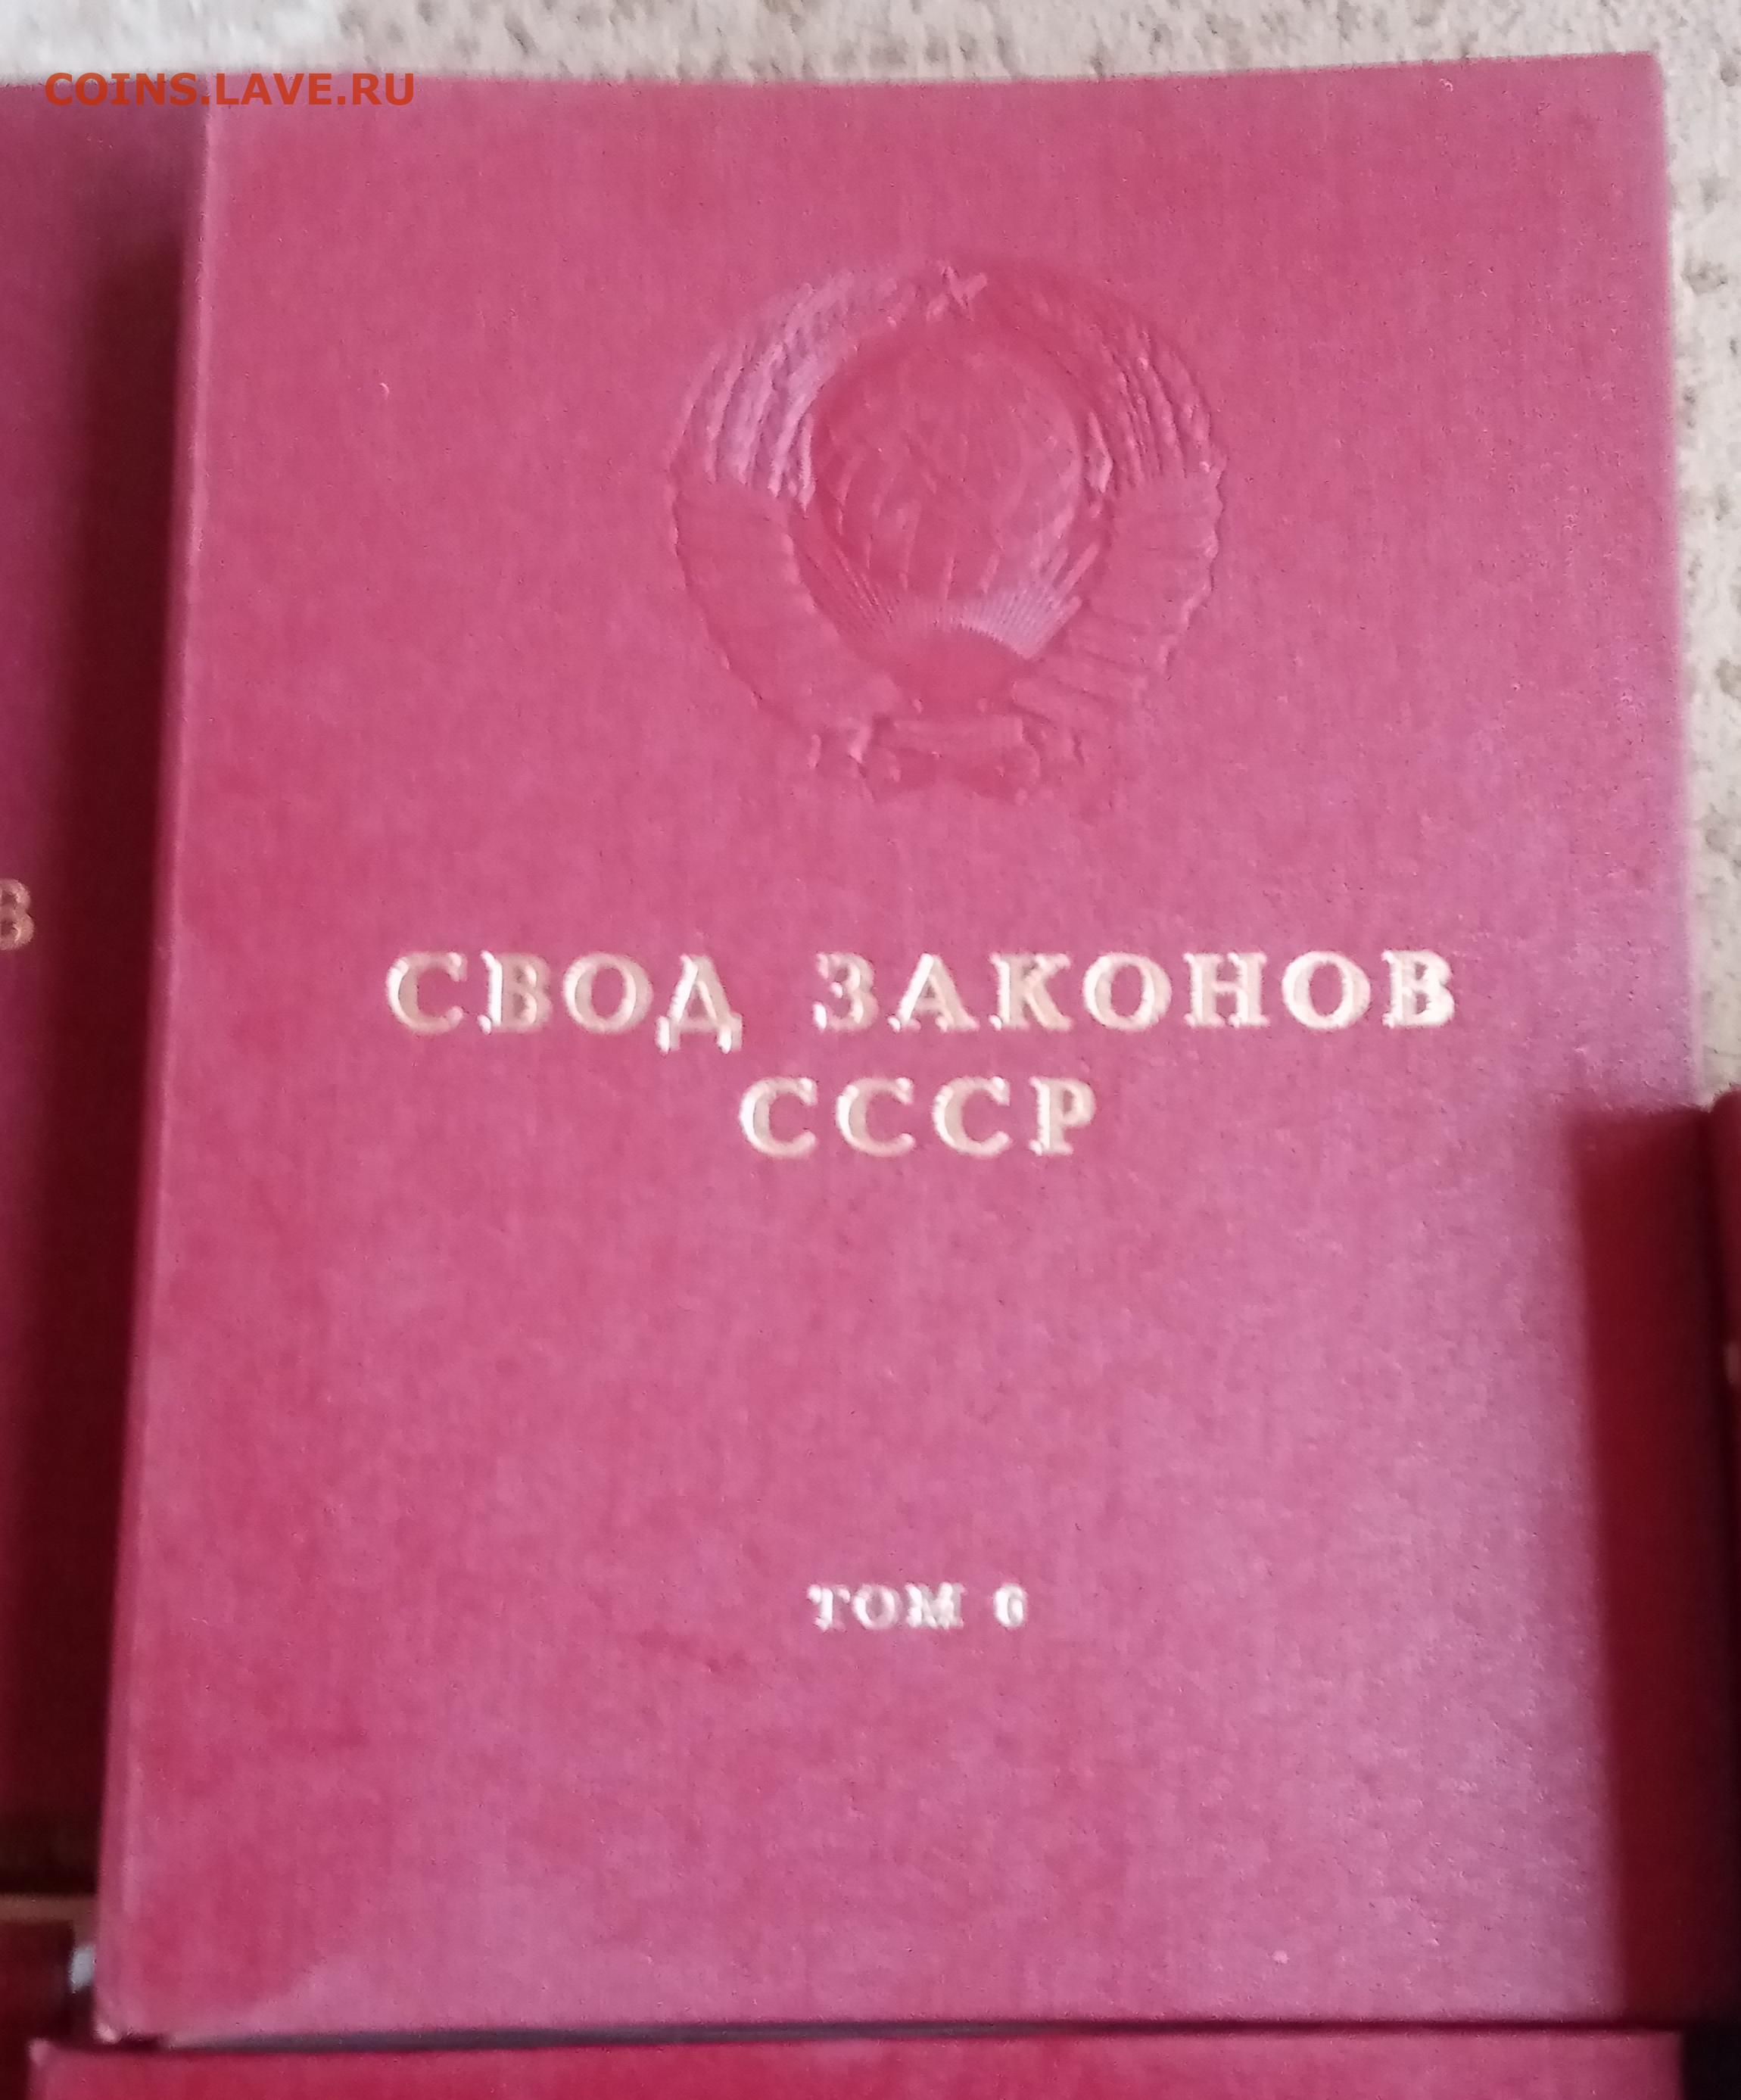 COINS.LAVE.RU
В
СВОД ЗАКОНОВ
СССР
ТОМ 6